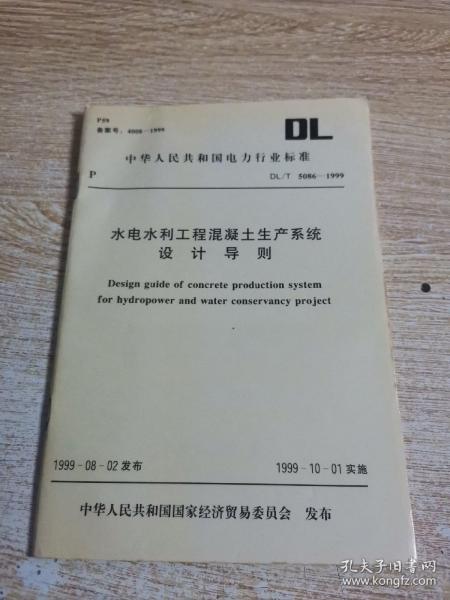 P59
备案号：4008—1999
DL
中华人民共和国电力行业标准
P
DL/T 5086—1999
水电水利工程混凝土生产系统
设计导则
Design guide of concrete production system
for hydropower and water conservancy project
1999-08-02发布
1999-10-01实施
中华人民共和国国家经济贸易委员会 发布
孔夫子旧书网
www.kongfz.com